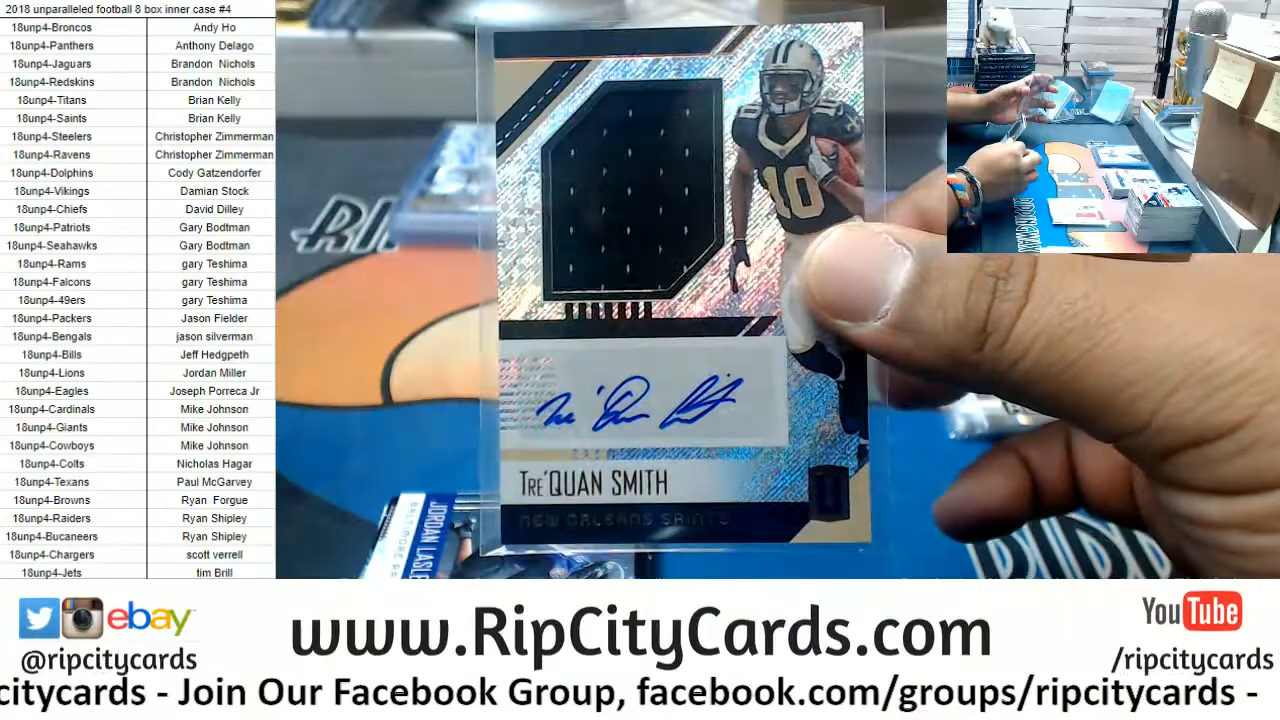 2018 unparalleled football 8 box inner case #4
18unp4-Broncos Andy Ho
18unp4-Panthers Anthony Delago
18unp4-Jaguars Brandon Nichols
18unp4-Redskins Brandon Nichols
18unp4-Titans Brian Kelly
18unp4-Saints Brian Kelly
18unp4-Steelers Christopher Zimmerman
18unp4-Ravens Christopher Zimmerman
18unp4-Dolphins Cody Gatzendorfer
18unp4-Vikings Damian Stock
18unp4-Chiefs David Dilley
18unp4-Patriots Gary Bodtman
18unp4-Seahawks Gary Bodtman
18unp4-Rams gary Teshima
18unp4-Falcons gary Teshima
18unp4-49ers gary Teshima
18unp4-Packers Jason Fielder
18unp4-Bengals jason silverman
18unp4-Bills Jeff Hedgpeth
18unp4-Lions Jordan Miller
18unp4-Eagles Joseph Porreca Jr
18unp4-Cardinals Mike Johnson
18unp4-Giants Mike Johnson
18unp4-Cowboys Mike Johnson
18unp4-Colts Nicholas Hagar
18unp4-Texans Paul McGarvey
18unp4-Browns Ryan Forgue
18unp4-Raiders Ryan Shipley
18unp4-Bucaneers Ryan Shipley
18unp4-Chargers scott verrell
18unp4-Jets tim Brill
10
10
TRE'QUAN SMITH
NEW ORLEANS SAINTS
JORDAN LASLE
BALTIMORE RA
ebay
@ripcitycards
www.RipCityCards.com
YouTube
/ripcitycards
citycards - Join Our Facebook Group, facebook.com/groups/ripcitycards -